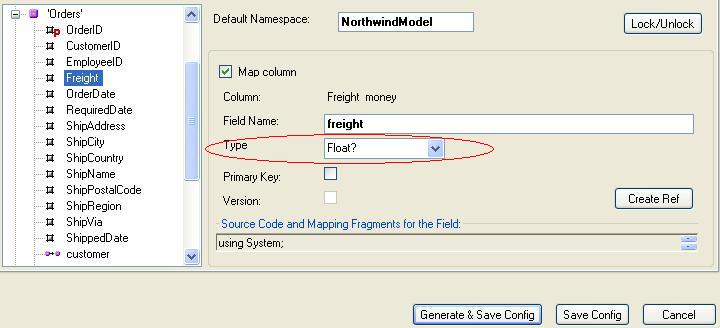 'Orders'
OrderID
CustomerID
EmployeeID
Freight
OrderDate
RequiredDate
ShipAddress
ShipCity
ShipCountry
ShipName
ShipPostalCode
ShipRegion
ShipVia
ShippedDate
customer
Default Namespace: NorthwindModel Lock/Unlock
Map column
Column: Freight money
Field Name: freight
Type Float?
Primary Key:
Version: Create Ref
Source Code and Mapping Fragments for the Field:
using System;
Generate & Save Config Save Config Cancel